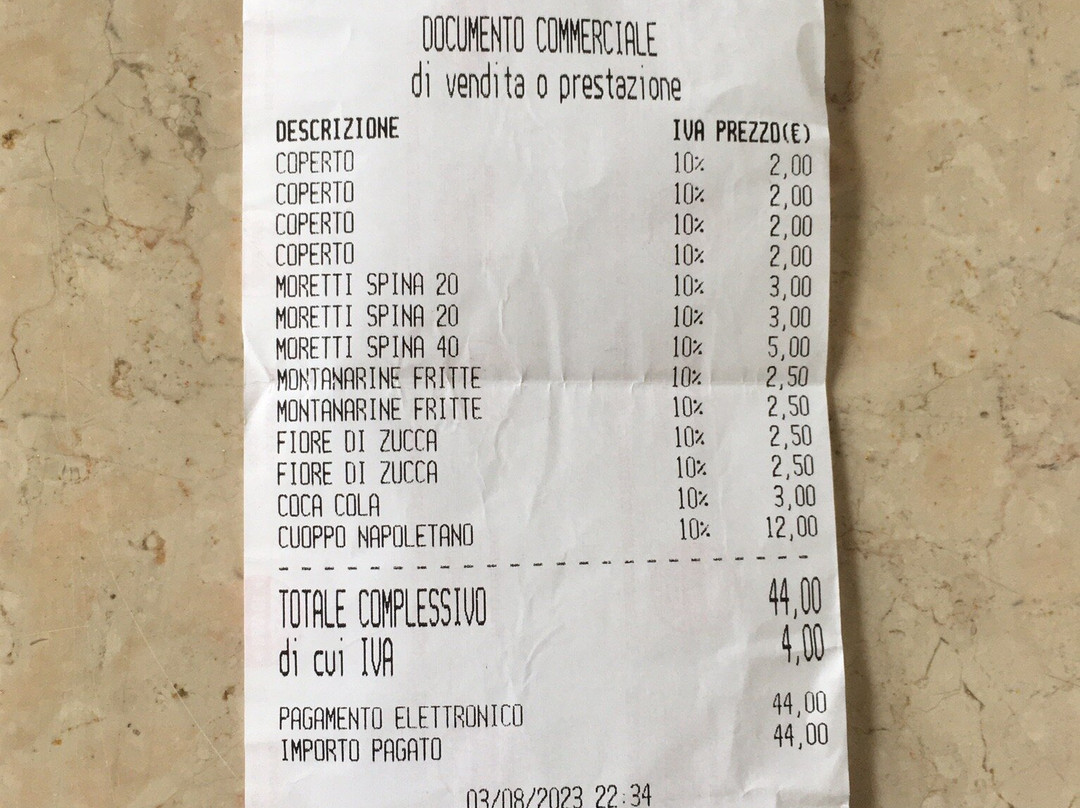 DOCUMENTO COMMERCIALE
di vendita o prestazione
DESCRIZIONE IVA PREZZO(€)
COPERTO 10% 2,00
COPERTO 10% 2,00
COPERTO 10% 2,00
COPERTO 10% 2,00
MORETTI SPINA 20 10% 3,00
MORETTI SPINA 20 10% 3,00
MORETTI SPINA 40 10% 5,00
MONTANARINE FRITTE 10% 2,50
MONTANARINE FRITTE 10% 2,50
FIORE DI ZUCCA 10% 2,50
FIORE DI ZUCCA 10% 2,50
COCA COLA 10% 3,00
CUOPPO NAPOLETANO 10% 12,00
TOTALE COMPLESSIVO 44,00
di cui IVA 4,00
PAGAMENTO ELETTRONICO 44,00
IMPORTO PAGATO 44,00
03/08/2023 22:34